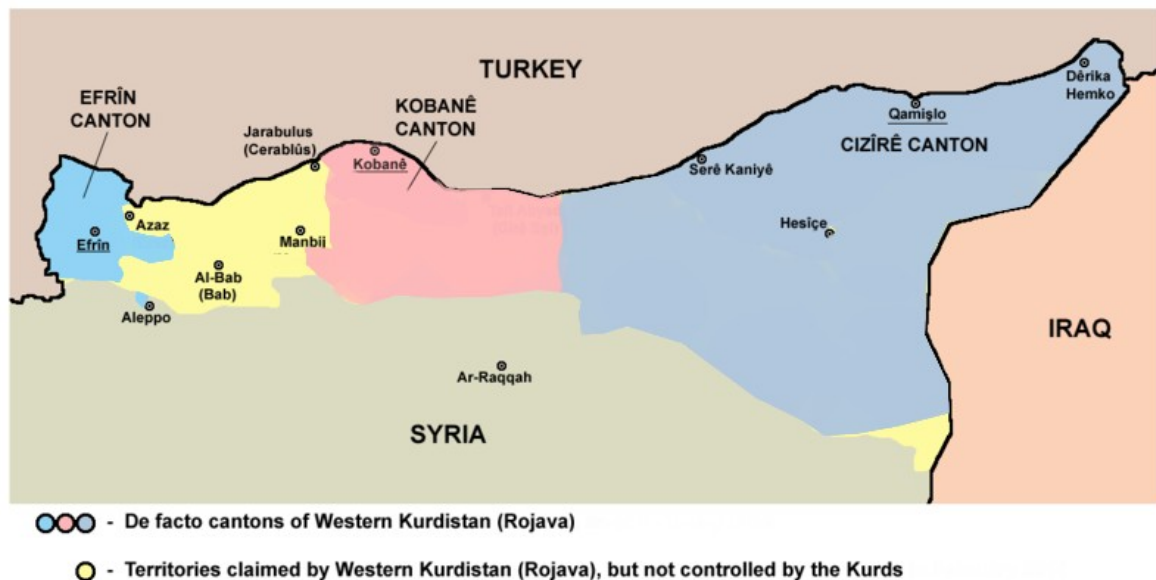 TURKEY
EFRÎN
CANTON
KOBANÊ
CANTON
Jarabulus
(Cerablûs)
Kobanê
Dêrika
Hemko
Qamişlo
CIZÎRÊ CANTON
Serê Kaniyê
Azaz
Efrîn
Manbij
Hesîçe
Al-Bab
(Bab)
Aleppo
IRAQ
Ar-Raqqah
SYRIA
- De facto cantons of Western Kurdistan (Rojava)
- Territories claimed by Western Kurdistan (Rojava), but not controlled by the Kurds